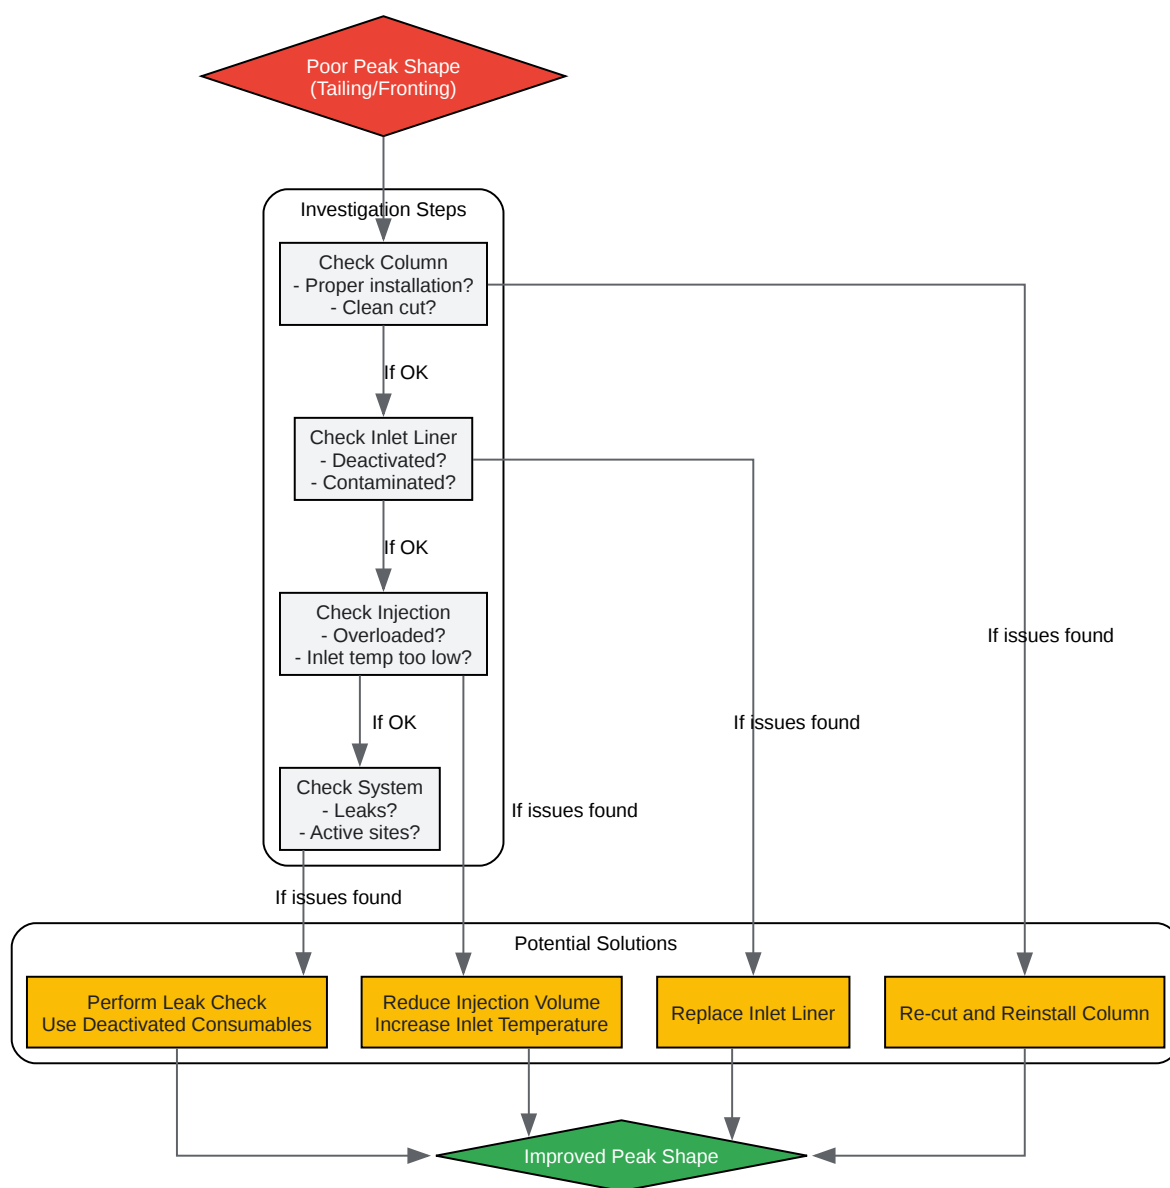 Poor Peak Shape
(Tailing/Fronting)
Investigation Steps
Check Column
- Proper installation?
- Clean cut?
If OK
Check Inlet Liner
- Deactivated?
- Contaminated?
If OK
Check Injection
- Overloaded?
- Inlet temp too low?
If issues found
If OK
If issues found
Check System
- Leaks?
- Active sites?
If issues found
If issues found
Potential Solutions
Perform Leak Check
Use Deactivated Consumables
Reduce Injection Volume
Increase Inlet Temperature
Replace Inlet Liner
Re-cut and Reinstall Column
Improved Peak Shape